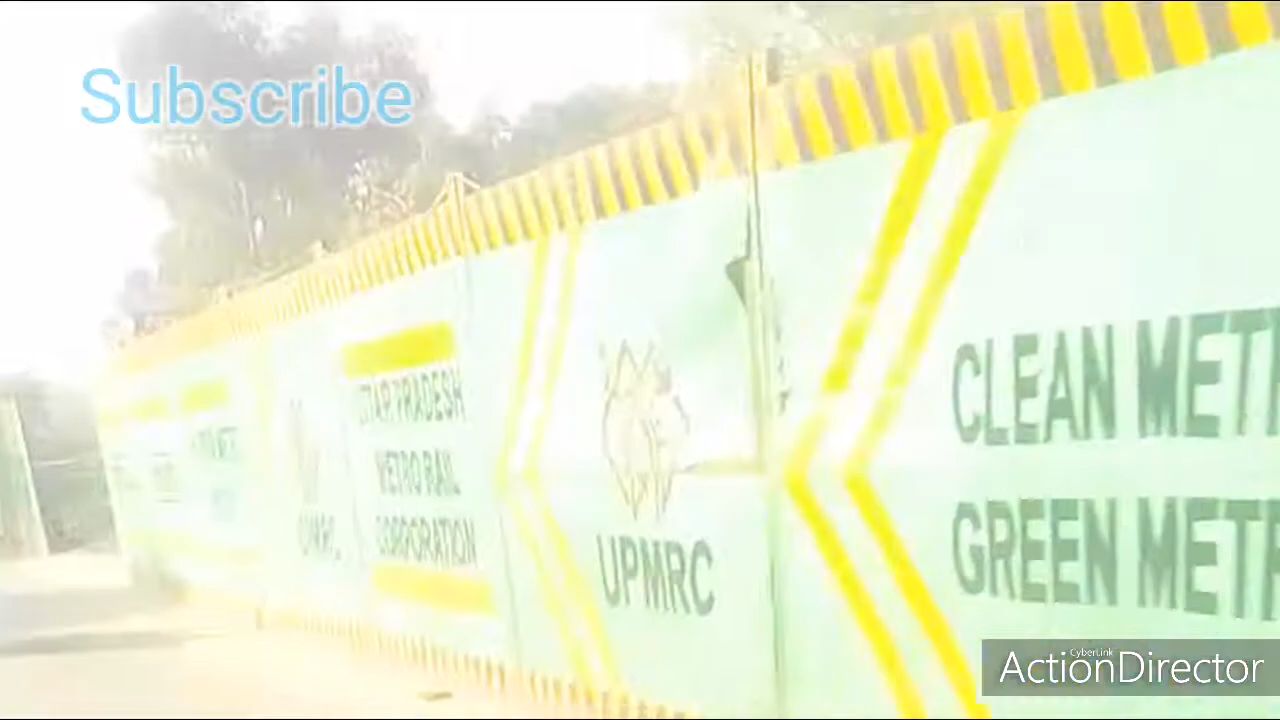 Subscribe
UTTAR PRADESH
METRO RAIL
CORPORATION
UPMRC
UPMRC
CLEAN METR
GREEN METR
CyberLink
ActionDirector